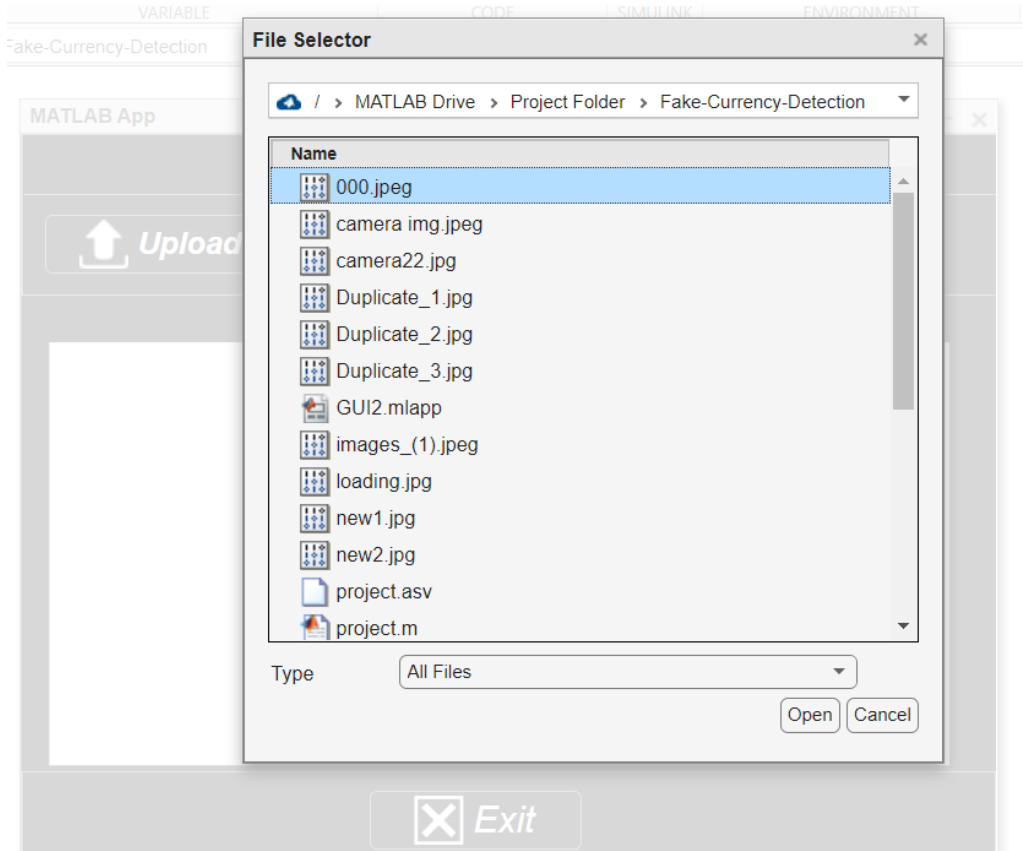 VARIABLE CODE SIMULINK ENVIRONMENT
Fake-Currency-Detection
File Selector
/ > MATLAB Drive > Project Folder > Fake-Currency-Detection
MATLAB App
Name
000.jpeg
camera img.jpeg
Upload
camera22.jpg
Duplicate_1.jpg
Duplicate_2.jpg
Duplicate_3.jpg
GUI2.mlapp
images_(1).jpeg
loading.jpg
new1.jpg
new2.jpg
project.asv
project.m
Type All Files
Open Cancel
Exit